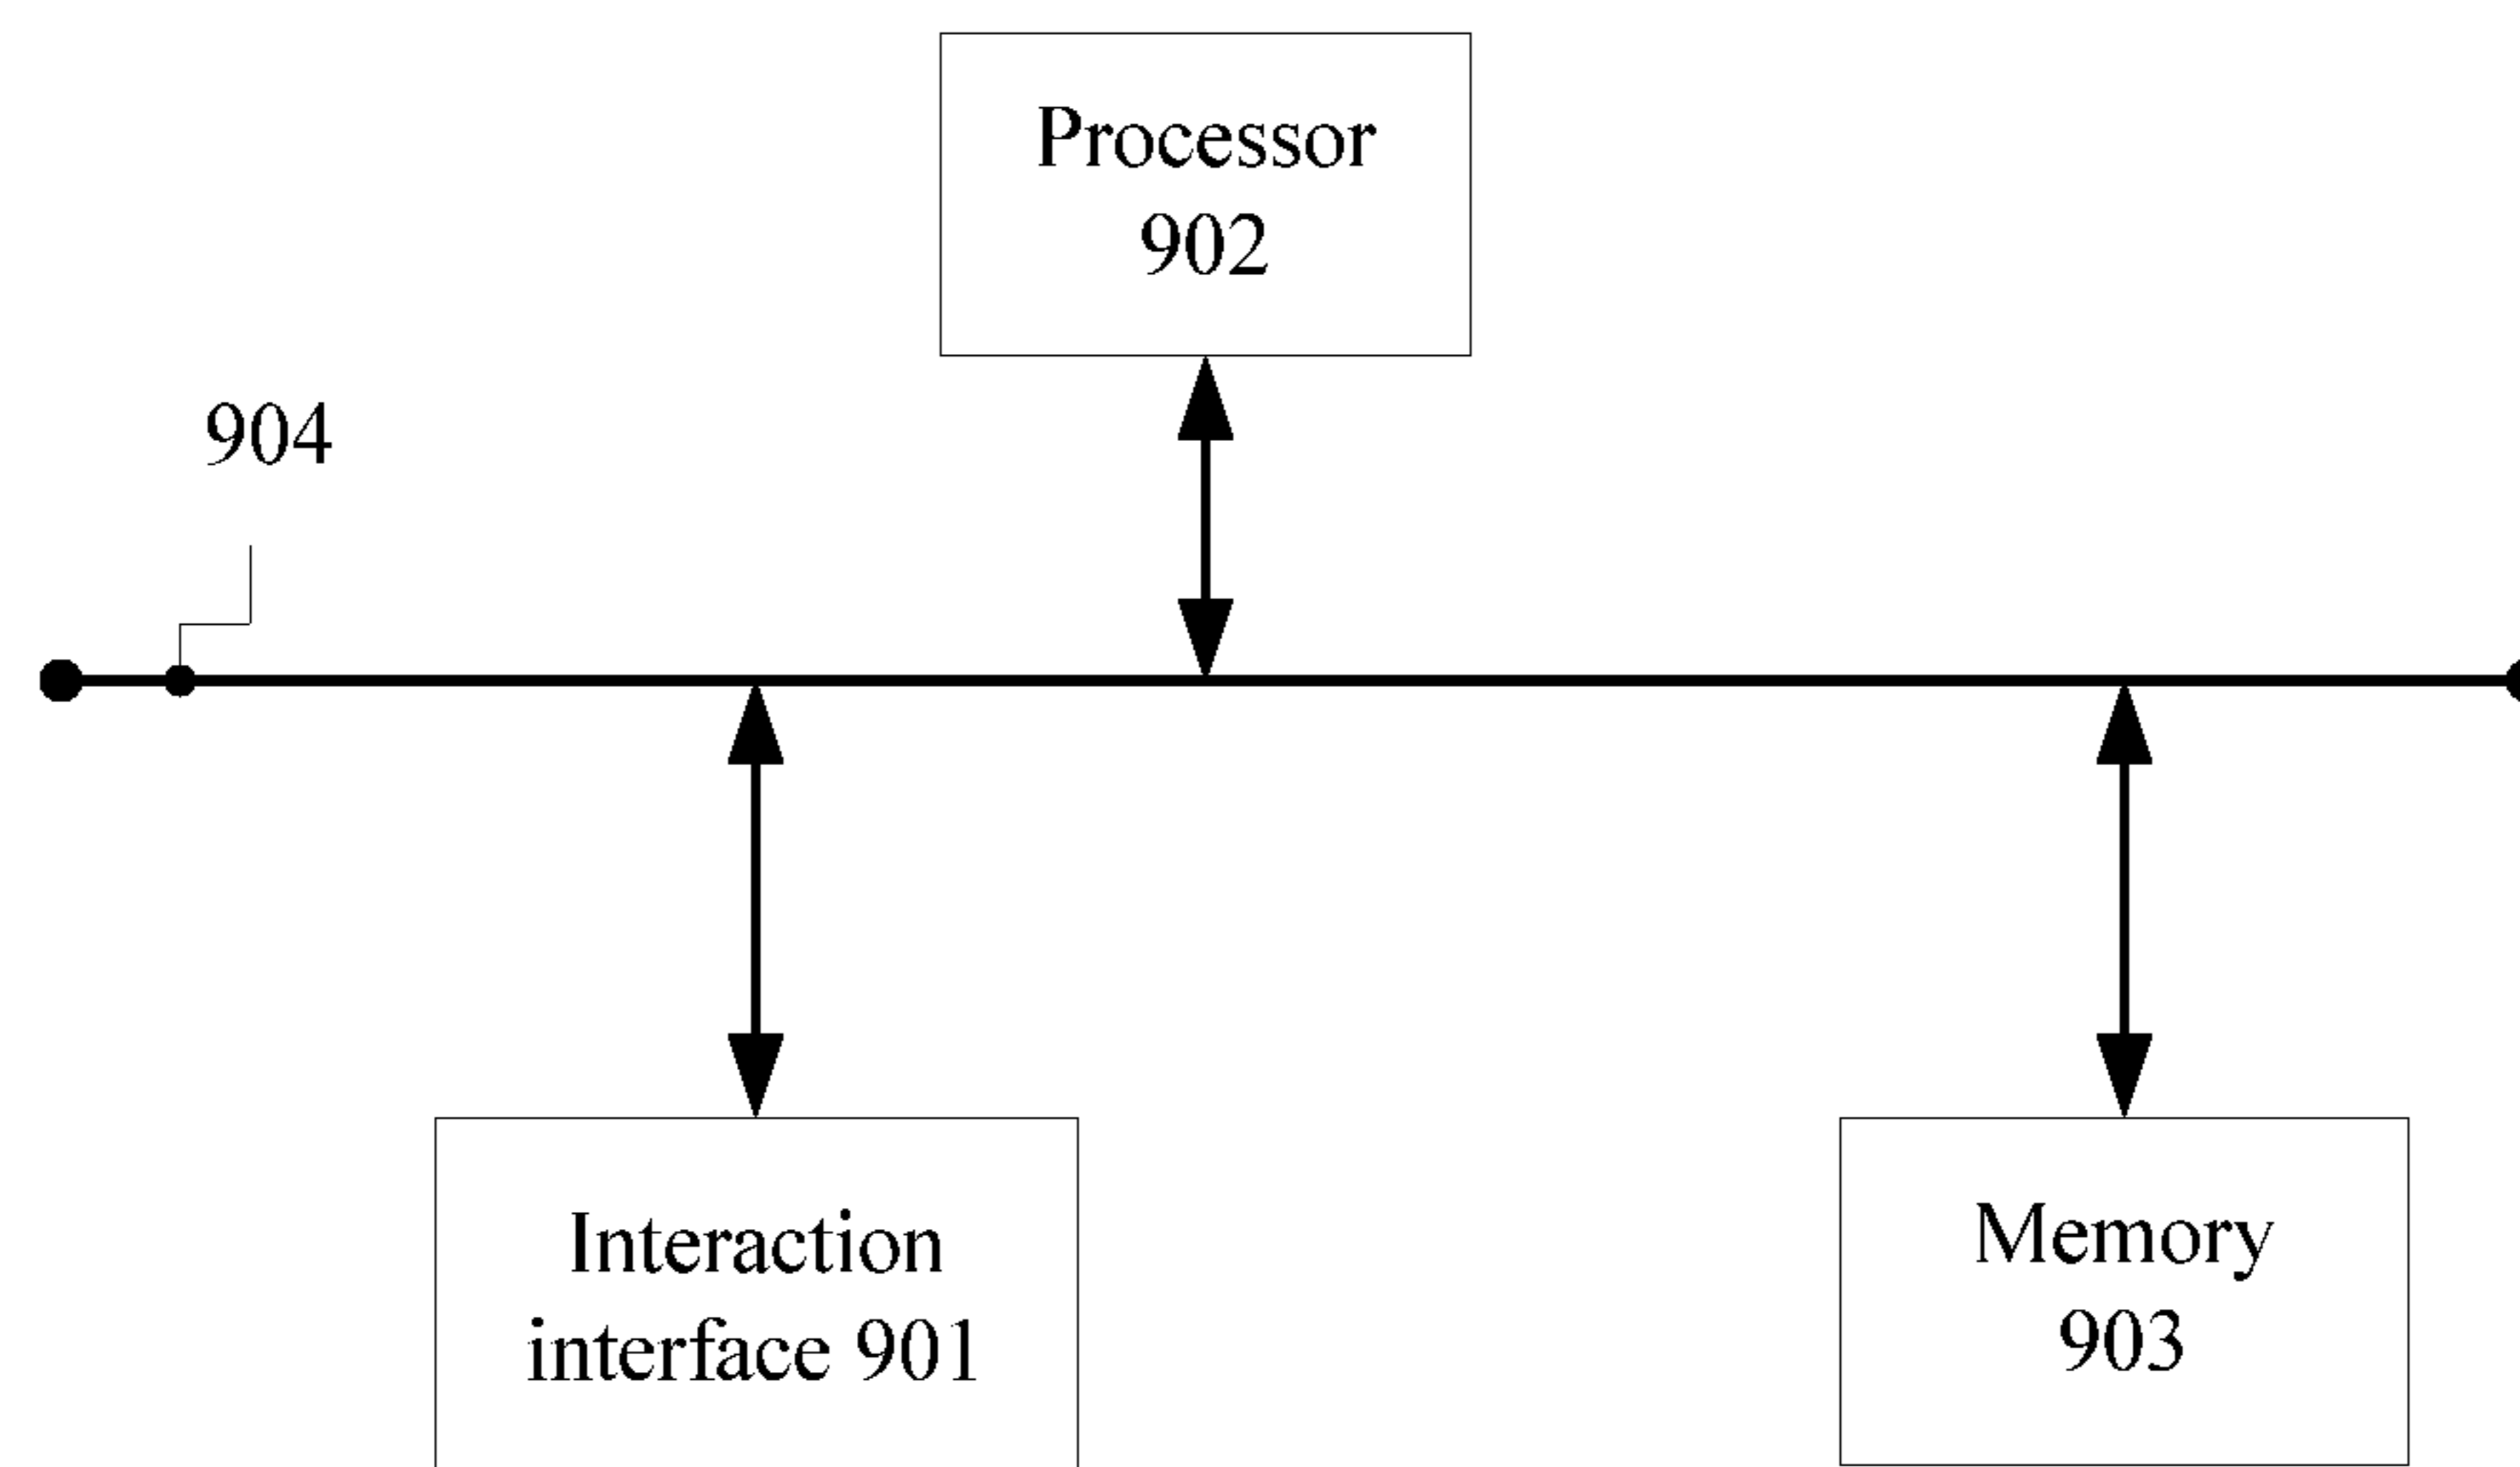 Processor
902
904
Interaction
interface 901
Memory
903